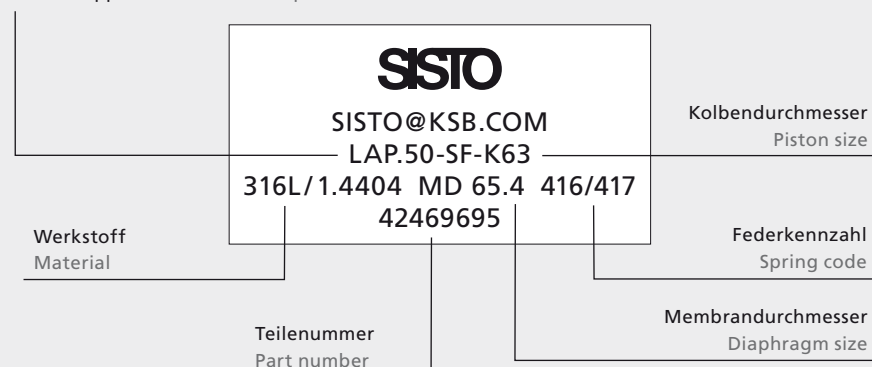 SISTO
SISTO@KSB.COM
LAP.50-SF-K63
316L/1.4404 MD 65.4 416/417
42469695
Kolbendurchmesser
Piston size
Werkstoff
Material
Federkennzahl
Spring code
Membrandurchmesser
Diaphragm size
Teilenummer
Part number